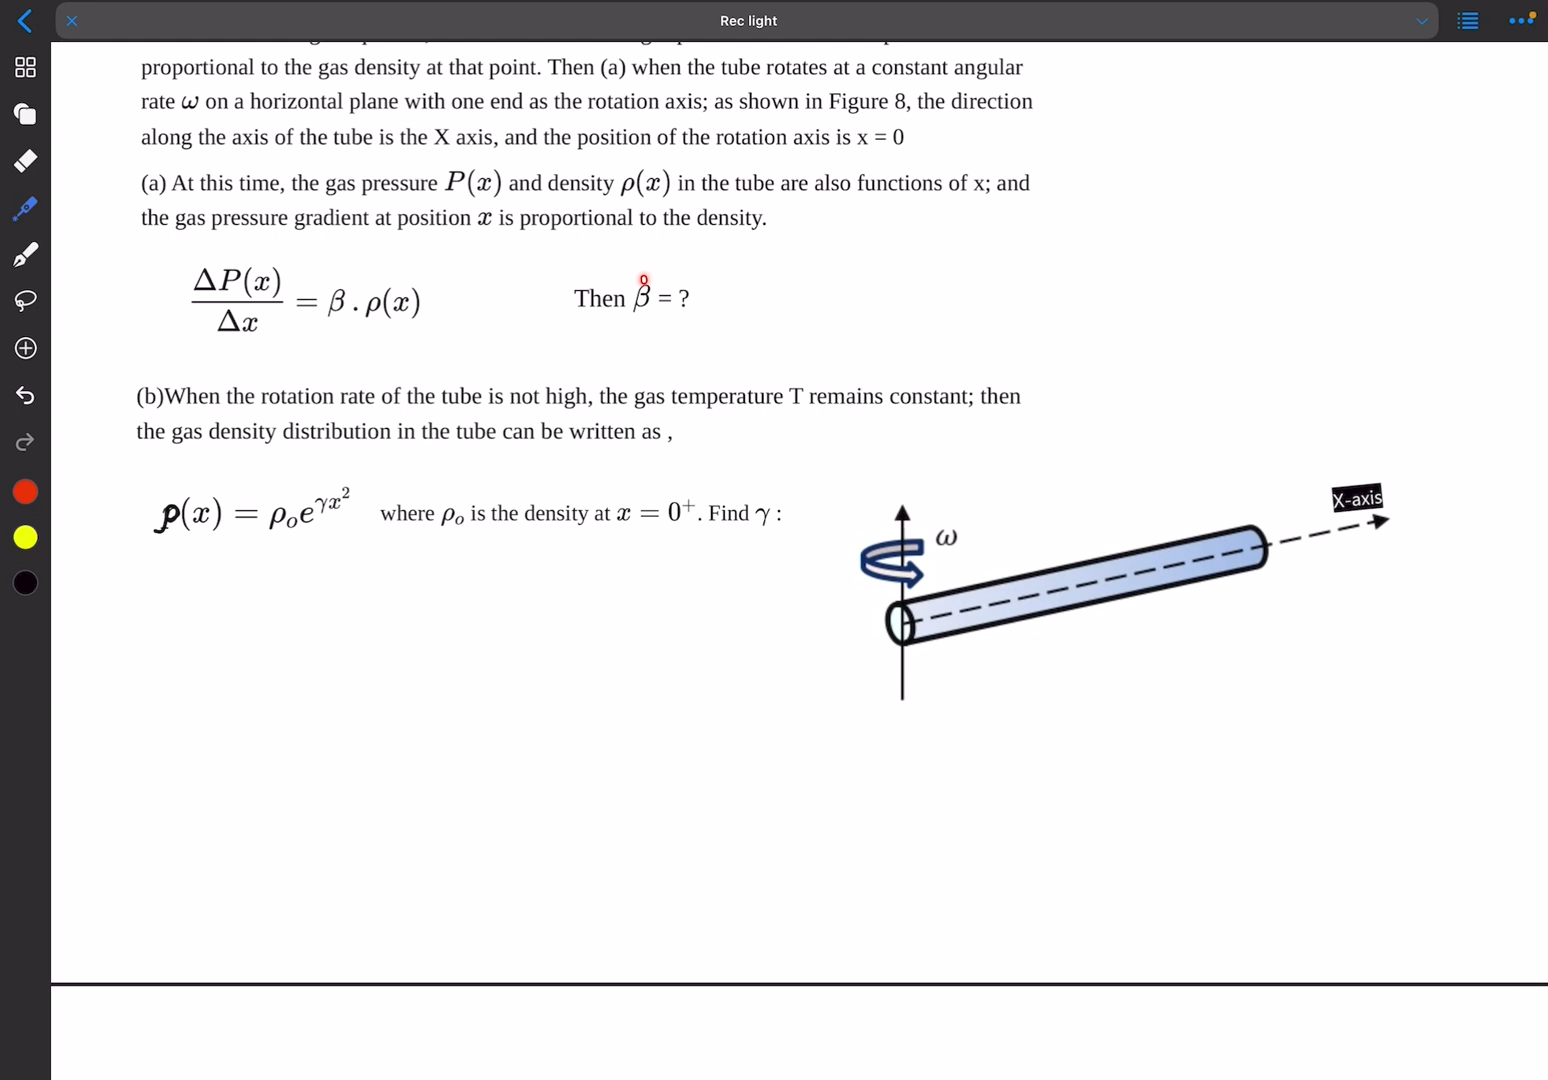 Rec light
proportional to the gas density at that point. Then (a) when the tube rotates at a constant angular
rate ω on a horizontal plane with one end as the rotation axis; as shown in Figure 8, the direction
along the axis of the tube is the X axis, and the position of the rotation axis is x = 0
(a) At this time, the gas pressure P(x) and density ρ(x) in the tube are also functions of x; and
the gas pressure gradient at position x is proportional to the density.
ΔP(x)/Δx = β . ρ(x) Then β = ?
(b)When the rotation rate of the tube is not high, the gas temperature T remains constant; then
the gas density distribution in the tube can be written as ,
ρ(x) = ρₒe^{γx²} where ρₒ is the density at x = 0⁺. Find γ :
X-axis
ω